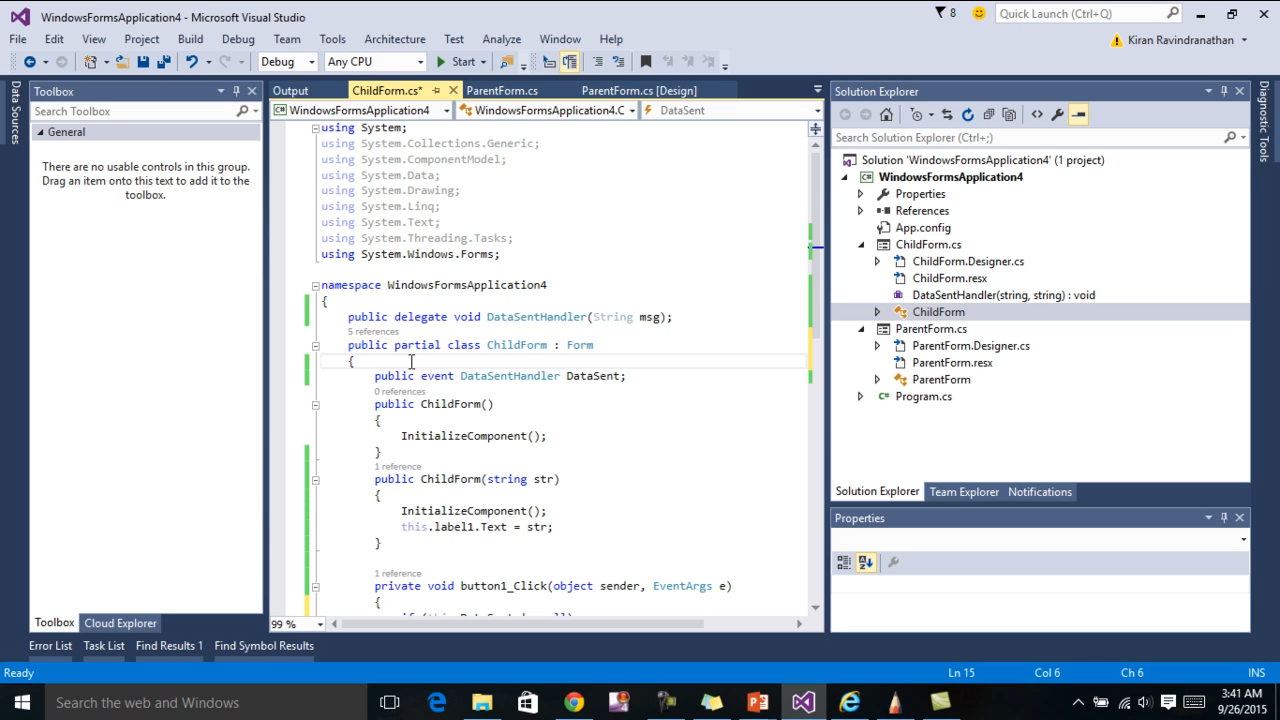 WindowsFormsApplication4 - Microsoft Visual Studio
8
Quick Launch (Ctrl+Q)
File Edit View Project Build Debug Team Tools Architecture Test Analyze Window Help
Kiran Ravindranathan
Debug Any CPU Start
Data Sources
Toolbox
Search Toolbox
General
There are no usable controls in this group.
Drag an item onto this text to add it to the
toolbox.
Toolbox Cloud Explorer
Output ChildForm.cs* ParentForm.cs ParentForm.cs [Design]
WindowsFormsApplication4 WindowsFormsApplication4.C DataSent
using System;
using System.Collections.Generic;
using System.ComponentModel;
using System.Data;
using System.Drawing;
using System.Linq;
using System.Text;
using System.Threading.Tasks;
using System.Windows.Forms;
namespace WindowsFormsApplication4
{
public delegate void DataSentHandler(String msg);
5 references
public partial class ChildForm : Form
{
public event DataSentHandler DataSent;
0 references
public ChildForm()
{
InitializeComponent();
}
1 reference
public ChildForm(string str)
{
InitializeComponent();
this.label1.Text = str;
}
1 reference
private void button1_Click(object sender, EventArgs e)
{
99 %
Solution Explorer
Search Solution Explorer (Ctrl+;)
Solution 'WindowsFormsApplication4' (1 project)
WindowsFormsApplication4
Properties
References
App.config
ChildForm.cs
ChildForm.Designer.cs
ChildForm.resx
DataSentHandler(string, string) : void
ChildForm
ParentForm.cs
ParentForm.Designer.cs
ParentForm.resx
ParentForm
Program.cs
Solution Explorer Team Explorer Notifications
Properties
Diagnostic Tools
Error List Task List Find Results 1 Find Symbol Results
Ready Ln 15 Col 6 Ch 6 INS
Search the web and Windows
3:41 AM
9/26/2015